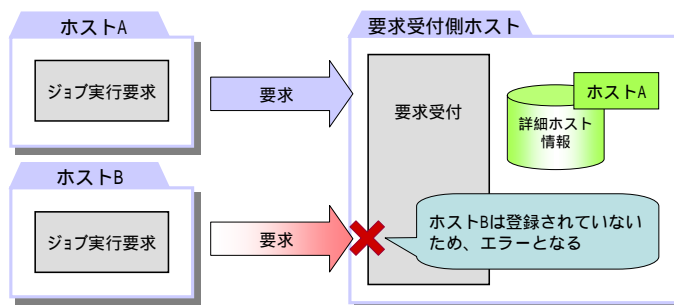 ホストA
ジョブ実行要求
要求
要求受付側ホスト
要求受付
ホストA
詳細ホスト
情報
ホストB
ジョブ実行要求
要求
ホストBは登録されていない
ため、エラーとなる